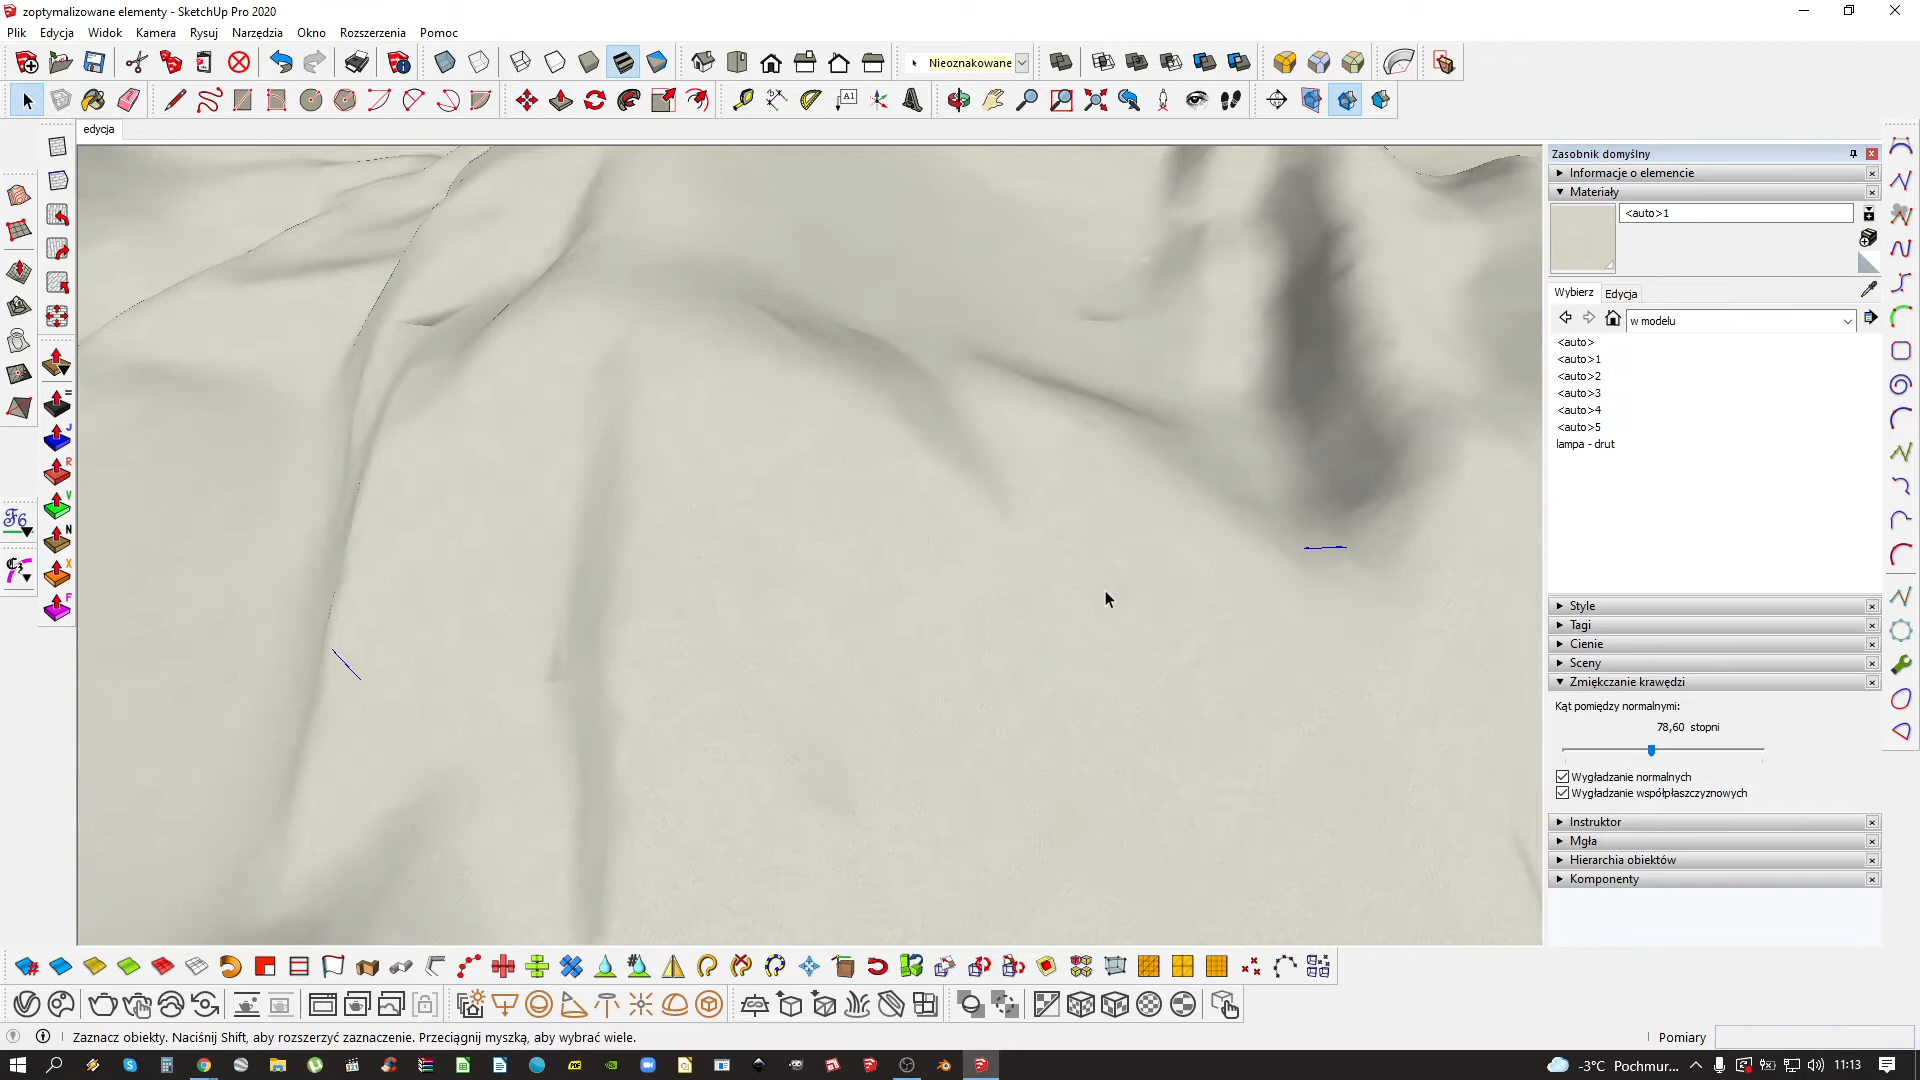 zoptymalizowane elementy - SketchUp Pro 2020
Plik Edycja Widok Kamera Rysuj Narzędzia Okno Rozszerzenia Pomoc
Nieoznakowane
A1
edycja
Zasobnik domyślny
Informacje o elemencie
Materiały
<auto>1
Wybierz Edycja
w modelu
<auto>
<auto>1
<auto>2
<auto>3
<auto>4
<auto>5
lampa - drut
Style
Tagi
Cienie
Sceny
Zmiękczanie krawędzi
Kąt pomiędzy normalnymi:
78,60 stopni
Wygładzanie normalnych
Wygładzanie współpłaszczyznowych
Instruktor
Mgła
Hierarchia obiektów
Komponenty
J
R
V
N
X
F
F6
Zaznacz obiekty. Naciśnij Shift, aby rozszerzyć zaznaczenie. Przeciągnij myszką, aby wybrać wiele.
Pomiary
-3°C Pochmur... 11:13